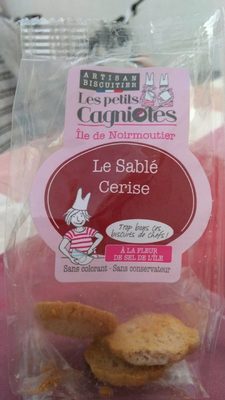 ARTISAN
BISCUITIER
Les petits
Cagniotes
Île de Noirmoutier
Le Sablé
Cerise
Trop bons ces
biscuits de chefs !
À LA FLEUR
DE SEL DE L'ÎLE
Sans colorant - Sans conservateur